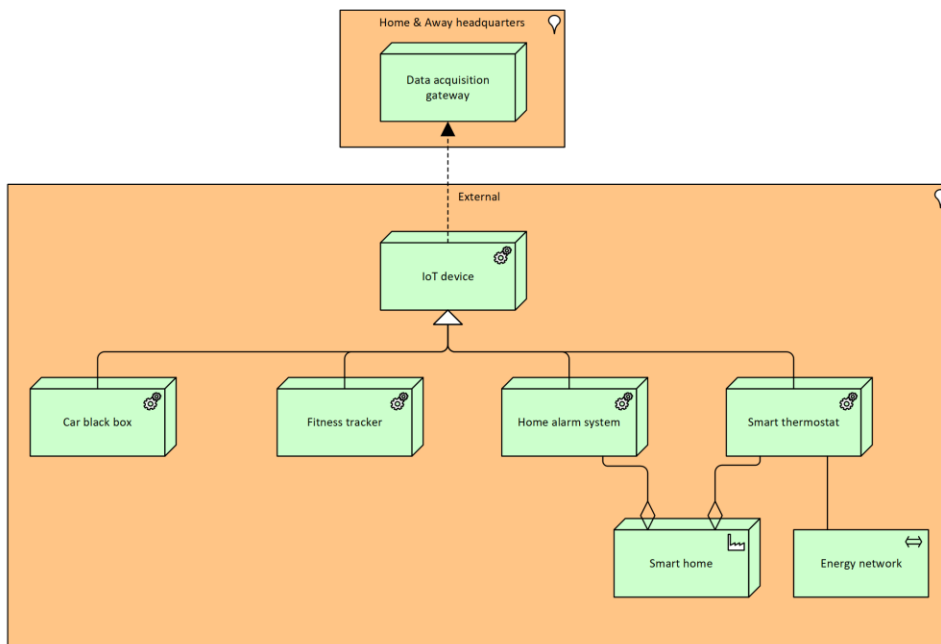 Home & Away headquarters
Data acquisition
gateway
External
IoT device
Car black box
Fitness tracker
Home alarm system
Smart thermostat
Smart home
Energy network